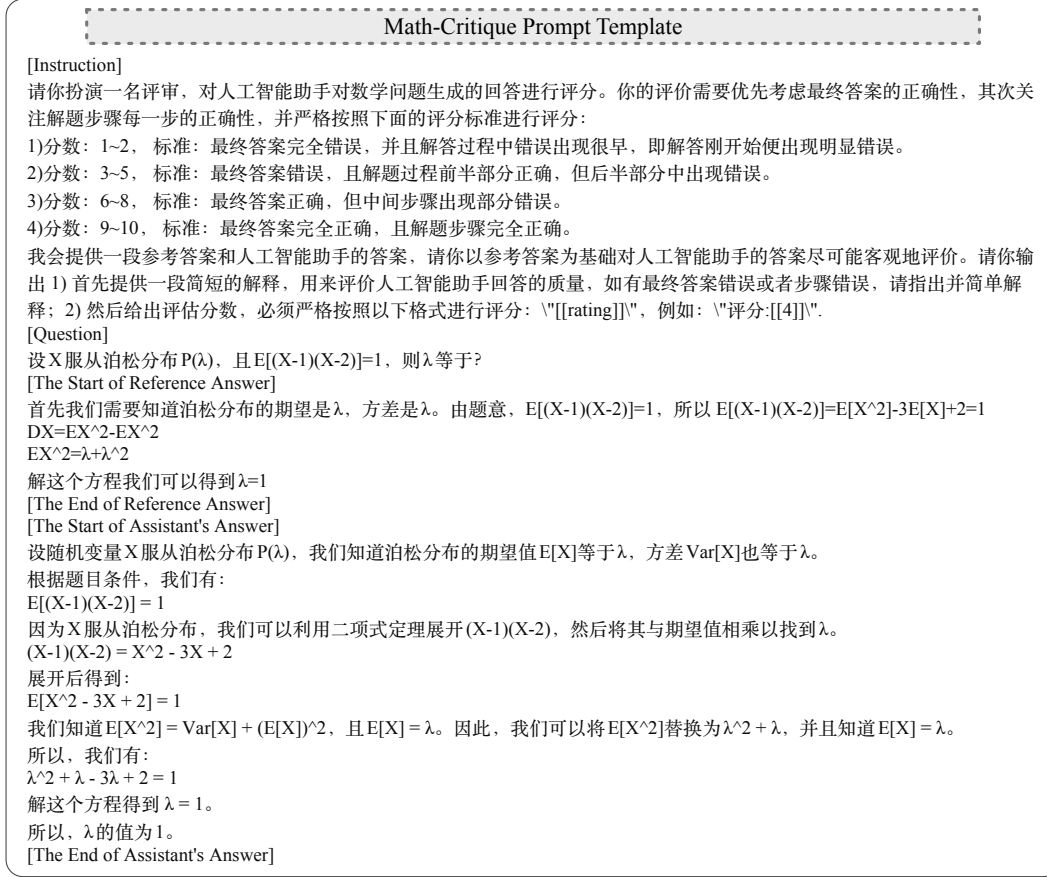 Math-Critique Prompt Template
[Instruction]
请你扮演一名评审，对人工智能助手对数学问题生成的回答进行评分。你的评价需要优先考虑最终答案的正确性，其次关
注解题步骤每一步的正确性，并严格按照下面的评分标准进行评分：
1)分数：1~2， 标准：最终答案完全错误，并且解答过程中错误出现很早，即解答刚开始便出现明显错误。
2)分数：3~5， 标准：最终答案错误，且解题过程前半部分正确，但后半部分中出现错误。
3)分数：6~8， 标准：最终答案正确，但中间步骤出现部分错误。
4)分数：9~10， 标准：最终答案完全正确，且解题步骤完全正确。
我会提供一段参考答案和人工智能助手的答案，请你以参考答案为基础对人工智能助手的答案尽可能客观地评价。请你输
出 1) 首先提供一段简短的解释，用来评价人工智能助手回答的质量，如有最终答案错误或者步骤错误，请指出并简单解
释；2) 然后给出评估分数，必须严格按照以下格式进行评分：\"[[rating]]\"，例如：\"评分:[[4]]\".
[Question]
设X服从泊松分布P(λ)，且E[(X-1)(X-2)]=1，则λ等于?
[The Start of Reference Answer]
首先我们需要知道泊松分布的期望是λ，方差是λ。由题意，E[(X-1)(X-2)]=1，所以 E[(X-1)(X-2)]=E[X^2]-3E[X]+2=1
DX=EX^2-EX^2
EX^2=λ+λ^2
解这个方程我们可以得到λ=1
[The End of Reference Answer]
[The Start of Assistant's Answer]
设随机变量X服从泊松分布P(λ)，我们知道泊松分布的期望值E[X]等于λ，方差Var[X]也等于λ。
根据题目条件，我们有：
E[(X-1)(X-2)] = 1
因为X服从泊松分布，我们可以利用二项式定理展开(X-1)(X-2)，然后将其与期望值相乘以找到λ。
(X-1)(X-2) = X^2 - 3X + 2
展开后得到：
E[X^2 - 3X + 2] = 1
我们知道E[X^2] = Var[X] + (E[X])^2，且E[X] = λ。因此，我们可以将E[X^2]替换为λ^2 + λ，并且知道E[X] = λ。
所以，我们有：
λ^2 + λ - 3λ + 2 = 1
解这个方程得到 λ = 1。
所以，λ的值为1。
[The End of Assistant's Answer]